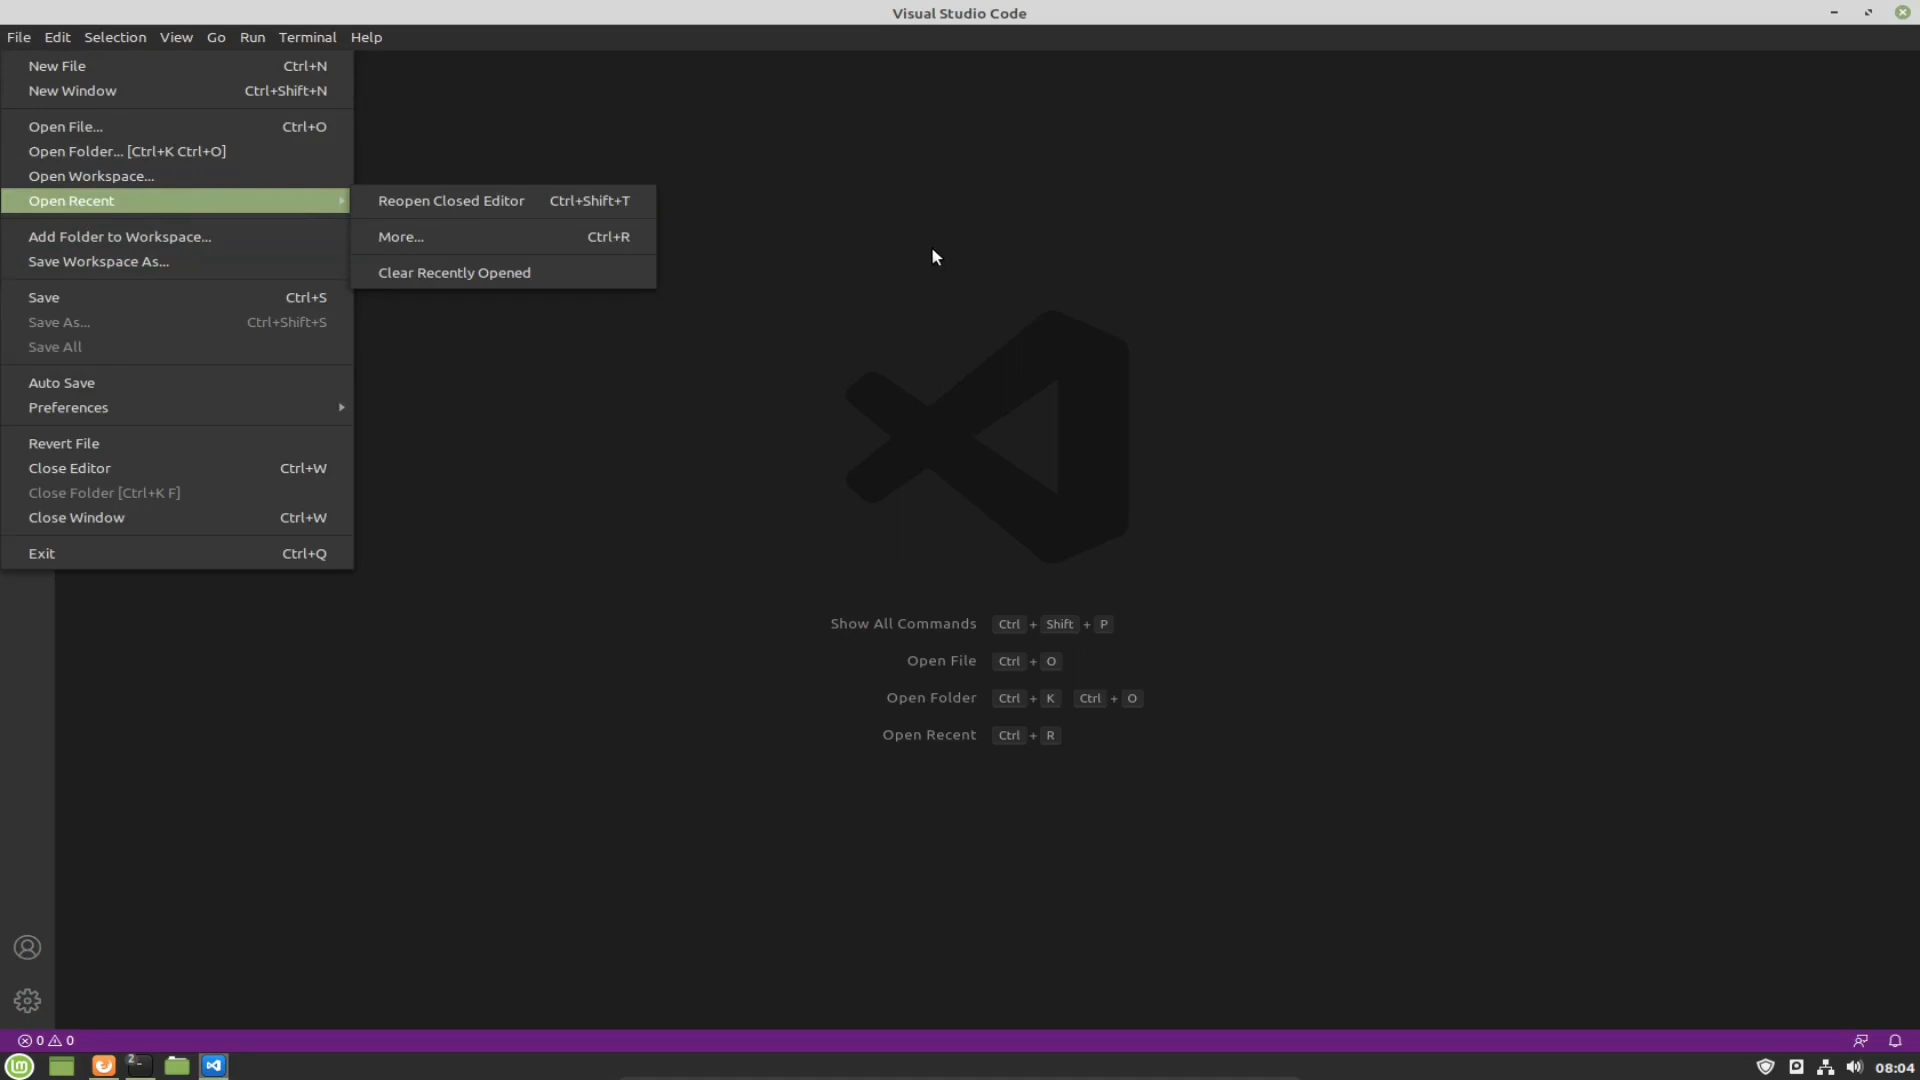 Visual Studio Code
File Edit Selection View Go Run Terminal Help
New File Ctrl+N
New Window Ctrl+Shift+N
Open File... Ctrl+O
Open Folder... [Ctrl+K Ctrl+O]
Open Workspace...
Open Recent
Reopen Closed Editor Ctrl+Shift+T
More... Ctrl+R
Clear Recently Opened
Add Folder to Workspace...
Save Workspace As...
Save Ctrl+S
Save As... Ctrl+Shift+S
Save All
Auto Save
Preferences
Revert File
Close Editor Ctrl+W
Close Folder [Ctrl+K F]
Close Window Ctrl+W
Exit Ctrl+Q
Show All Commands Ctrl + Shift + P
Open File Ctrl + O
Open Folder Ctrl + K Ctrl + O
Open Recent Ctrl + R
0 0
2
08:04